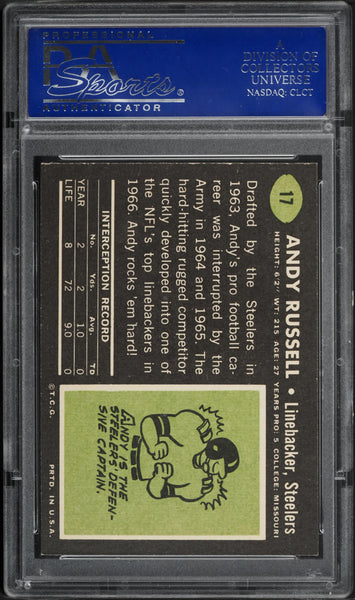 PROFESSIONAL
PSA
Sports
AUTHENTICATOR
A
DIVISION OF
COLLECTORS
UNIVERSE
NASDAQ: CLCT
17
ANDY RUSSELL • Linebacker, Steelers
HEIGHT: 6'2" WT: 215 AGE: 27 YEARS PRO: 5 COLLEGE: MISSOURI
Drafted by the Steelers in
1963, Andy's pro football ca-
reer was interrupted by the
Army in 1964 and 1965. The
hard-hitting rugged competitor
quickly developed into one of
the NFL's top linebackers in
1966. Andy rocks 'em hard!
INTERCEPTION RECORD
No. Yds. Avg. TD
YEAR 2 2 1.0 0
LIFE 8 72 9.0 0
ANDY IS THE
STEELERS' DEFEN-
SIVE CAPTAIN.
© T.C.G. PRTD. IN U.S.A.